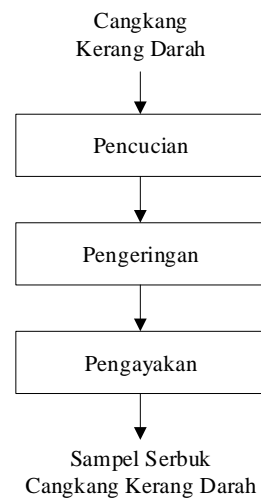 Cangkang
Kerang Darah
Pencucian
Pengeringan
Pengayakan
Sampel Serbuk
Cangkang Kerang Darah